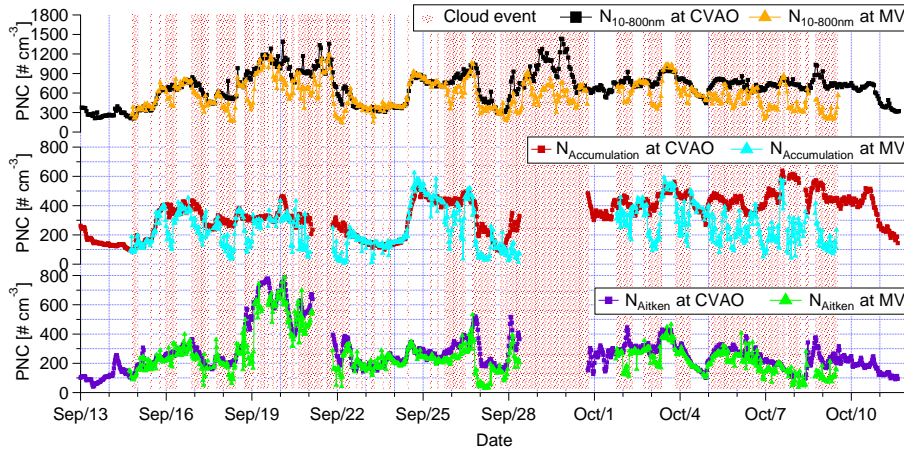 Cloud event
N10-800nm at CVAO
N10-800nm at MV
PNC [# cm-3]
1800
1500
1200
900
600
300
0
NAccumulation at CVAO
NAccumulation at MV
PNC [# cm-3]
800
600
400
200
0
NAitken at CVAO
NAitken at MV
PNC [# cm-3]
800
600
400
200
0
Sep/13 Sep/16 Sep/19 Sep/22 Sep/25 Sep/28 Oct/1 Oct/4 Oct/7 Oct/10
Date